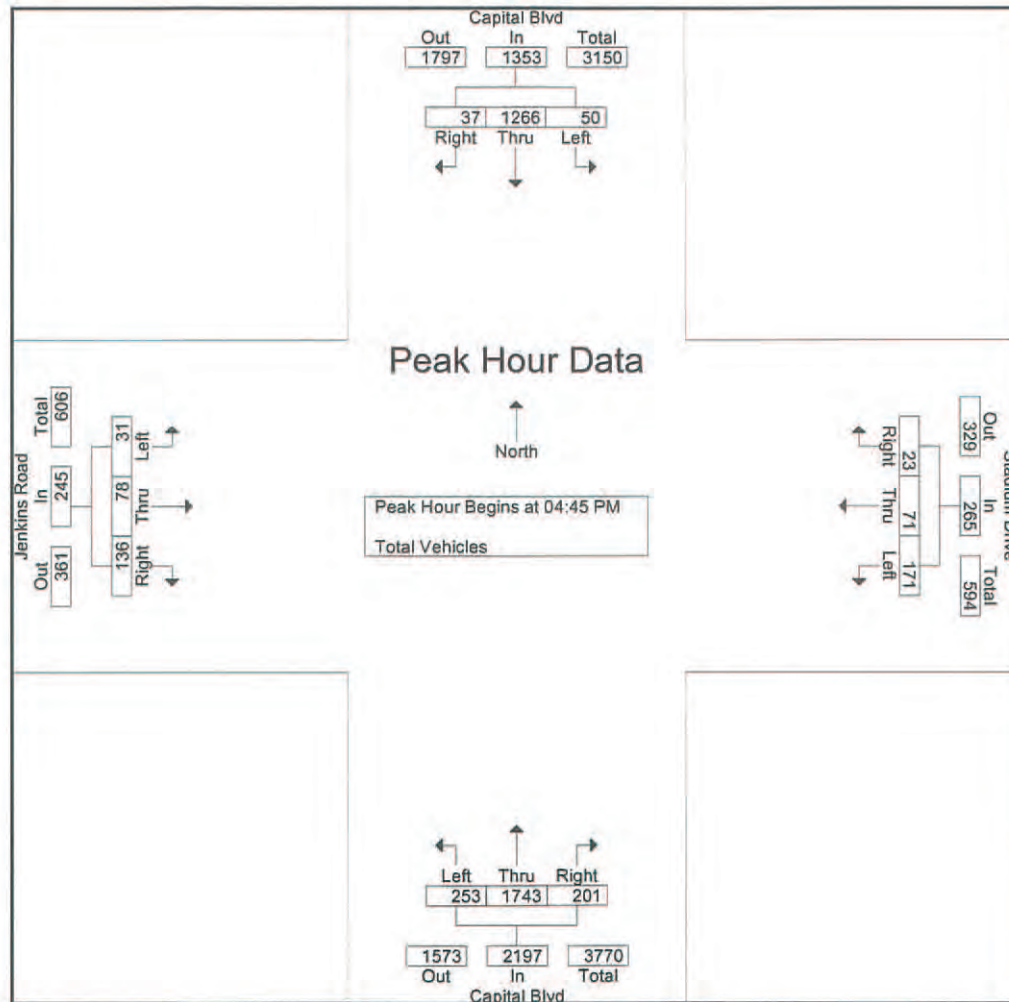 Capital Blvd
Out In Total
1797 1353 3150
37 1266 50
Right Thru Left
Peak Hour Data
North
Peak Hour Begins at 04:45 PM
Total Vehicles
Jenkins Road
Out In Total
361 245 606
Right Thru Left
136 78 31
Out In Total
329 265 594
Right Thru Left
23 71 171
Left Thru Right
253 1743 201
1573 2197 3770
Out In Total
Capital Blvd